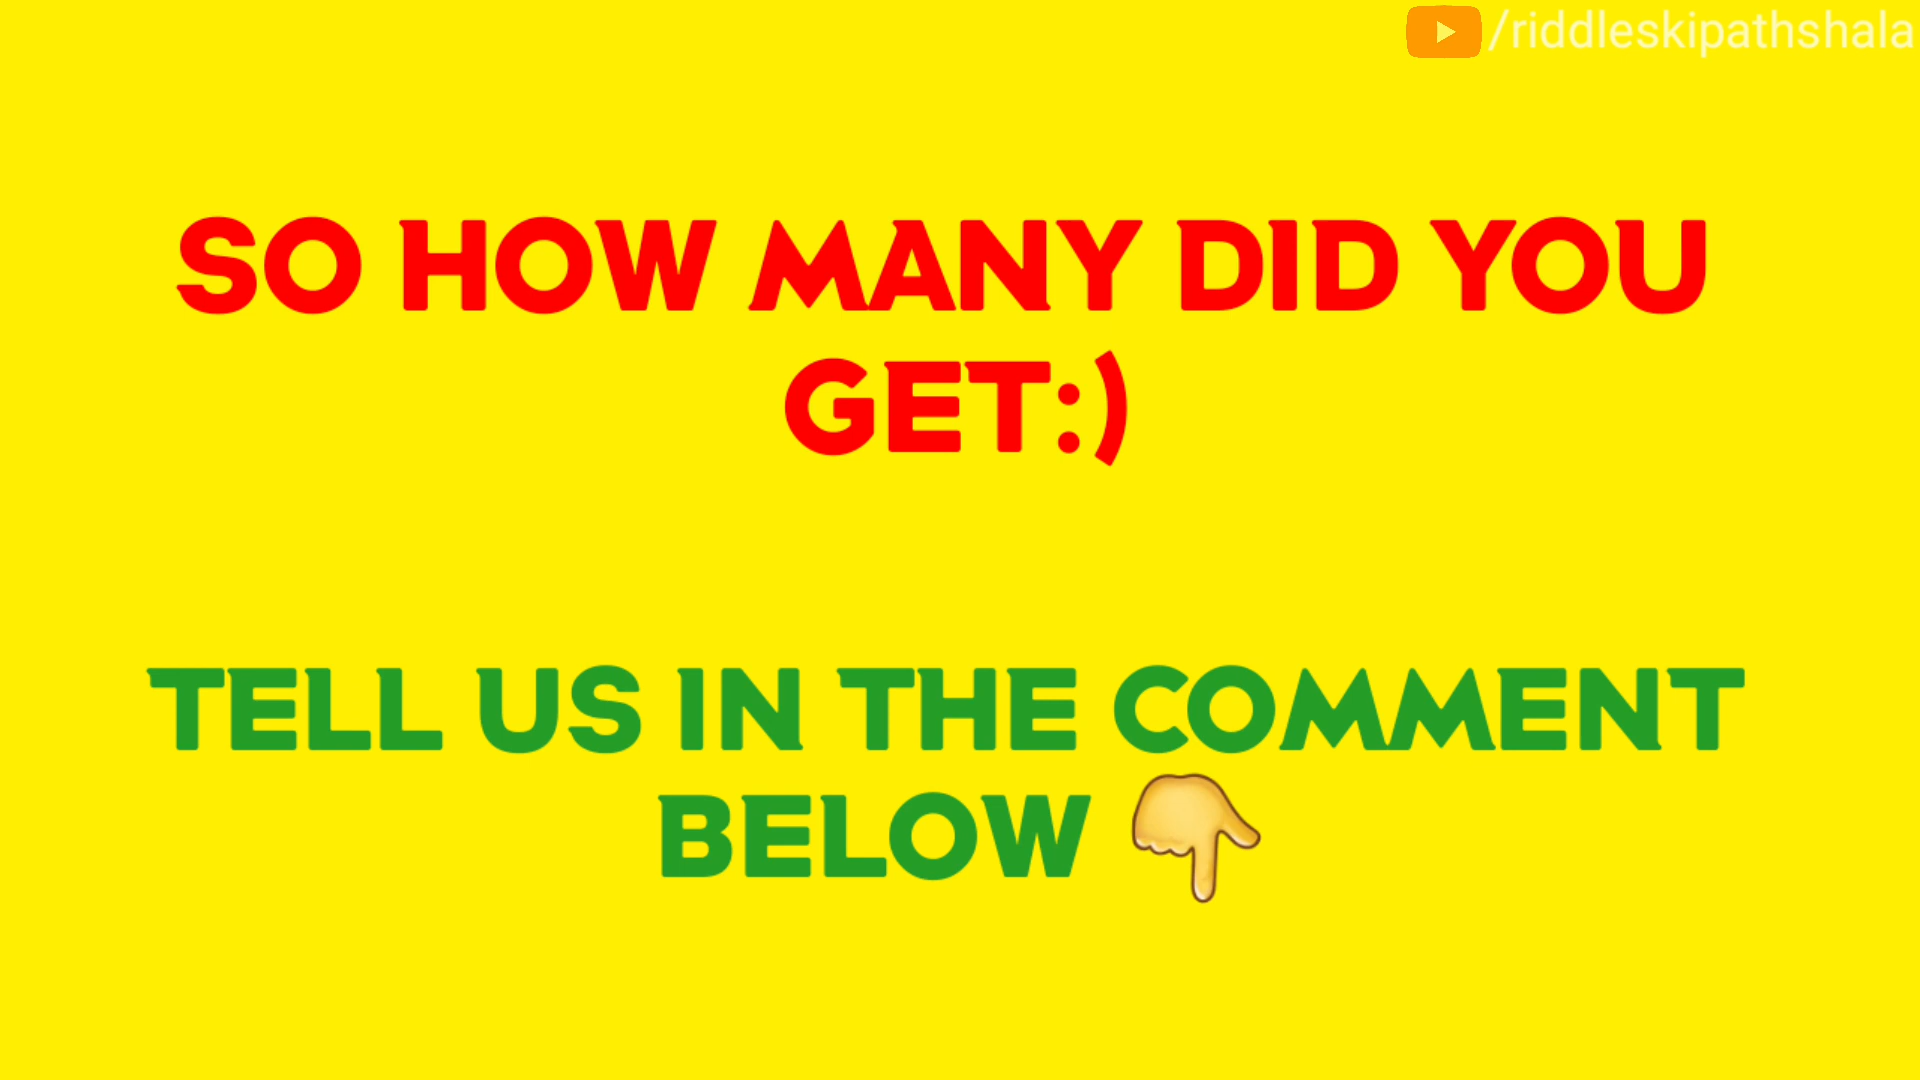 /riddleskipathshala
SO HOW MANY DID YOU
GET:)
TELL US IN THE COMMENT
BELOW 👇